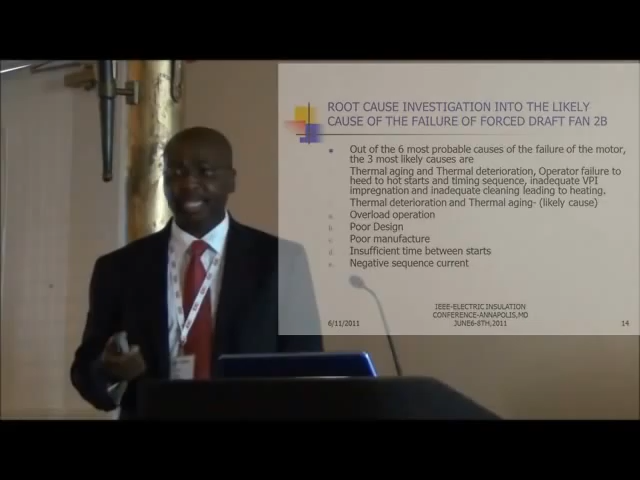 ROOT CAUSE INVESTIGATION INTO THE LIKELY
CAUSE OF THE FAILURE OF FORCED DRAFT FAN 2B
Out of the 6 most probable causes of the failure of the motor,
the 3 most likely causes are
Thermal aging and Thermal deterioration, Operator failure to
heed to hot starts and timing sequence, inadequate VPI
impregnation and inadequate cleaning leading to heating.
Thermal deterioration and Thermal aging- (likely cause)
a. Overload operation
b. Poor Design
c. Poor manufacture
d. Insufficient time between starts
e. Negative sequence current
IEEE-ELECTRIC INSULATION
CONFERENCE-ANNAPOLIS,MD
6/11/2011 JUNE6-8TH,2011 14